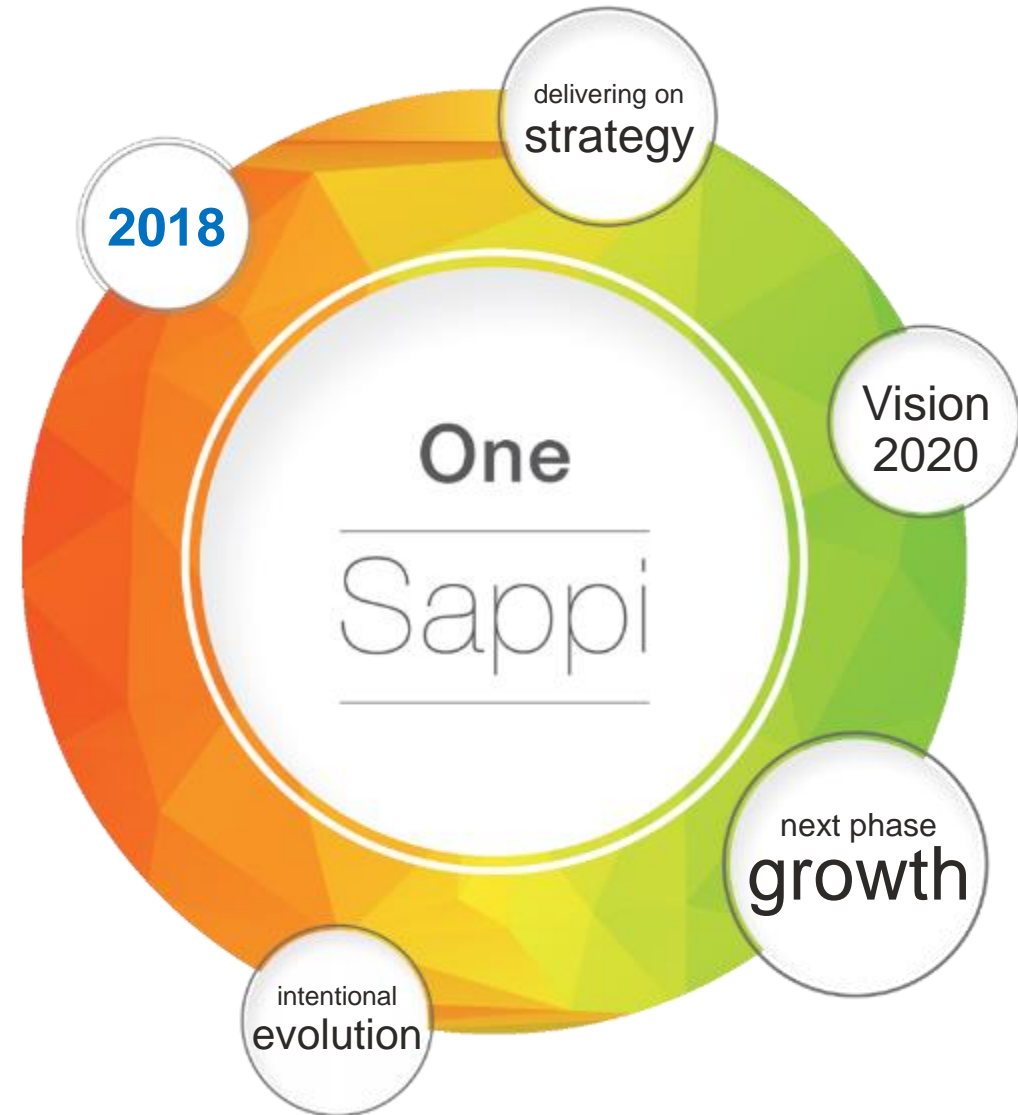 delivering on
strategy
2018
Vision
2020
One
Sappi
next phase
growth
intentional
evolution